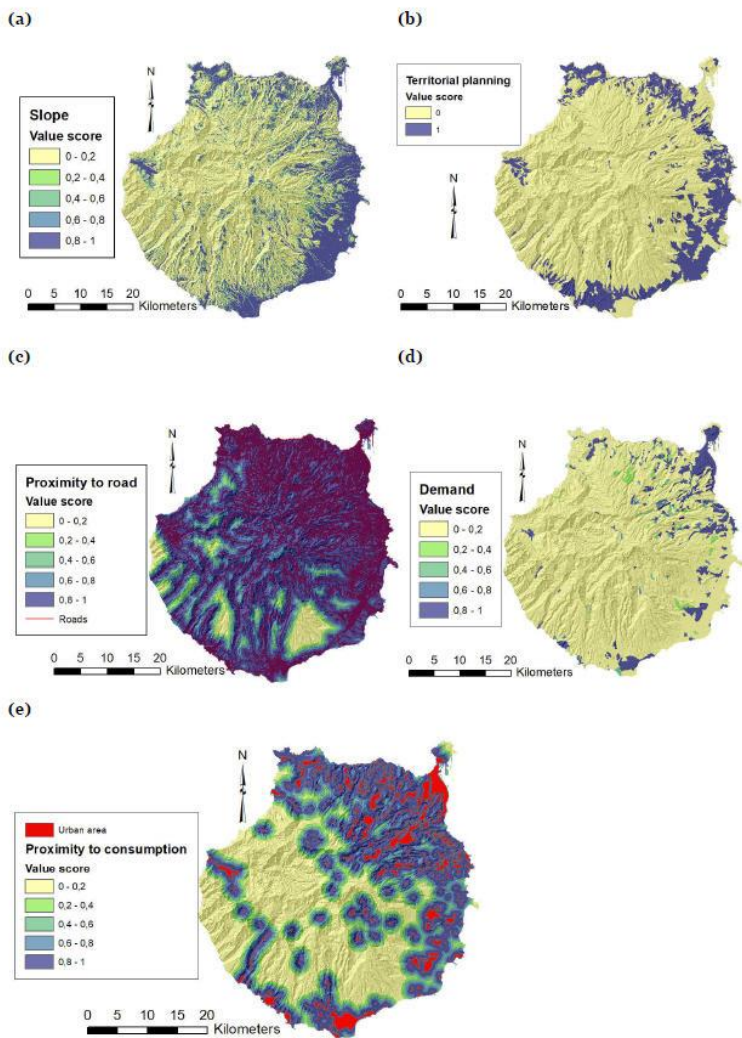 (a)
N
Slope
Value score
0 - 0,2
0,2 - 0,4
0,4 - 0,6
0,6 - 0,8
0,8 - 1
0 5 10 15 20
Kilometers
(b)
Territorial planning
Value score
0
1
N
0 5 10 15 20
Kilometers
(c)
N
Proximity to road
Value score
0 - 0,2
0,2 - 0,4
0,4 - 0,6
0,6 - 0,8
0,8 - 1
Roads
0 5 10 15 20
Kilometers
(d)
N
Demand
Value score
0 - 0,2
0,2 - 0,4
0,4 - 0,6
0,6 - 0,8
0,8 - 1
0 5 10 15 20
Kilometers
(e)
N
Urban area
Proximity to consumption
Value score
0 - 0,2
0,2 - 0,4
0,4 - 0,6
0,6 - 0,8
0,8 - 1
0 5 10 15 20
Kilometers